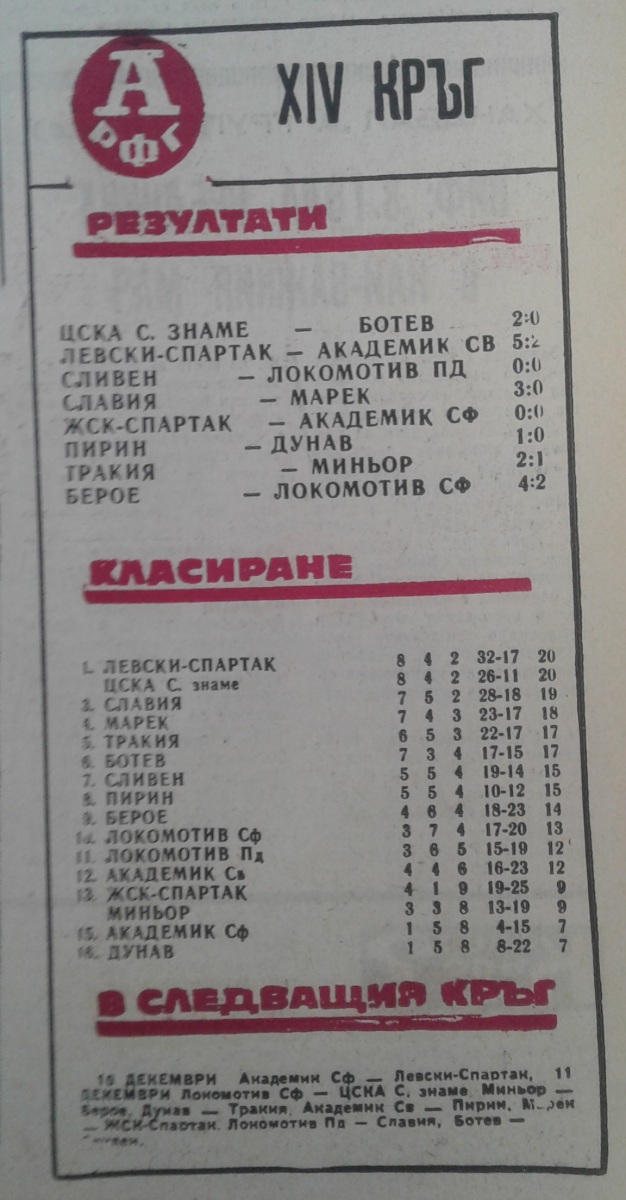 А
РФГ
XIV КРЪГ
РЕЗУЛТАТИ
ЦСКА С. ЗНАМЕ — БОТЕВ 2:0
ЛЕВСКИ-СПАРТАК — АКАДЕМИК СВ 5:2
СЛИВЕН — ЛОКОМОТИВ ПД 0:0
СЛАВИЯ — МАРЕК 3:0
ЖСК-СПАРТАК — АКАДЕМИК СФ 0:0
ПИРИН — ДУНАВ 1:0
ТРАКИЯ — МИНЬОР 2:1
БЕРОЕ — ЛОКОМОТИВ СФ 4:2
КЛАСИРАНЕ
1. ЛЕВСКИ-СПАРТАК 8 4 2 32-17 20
ЦСКА С. знаме 8 4 2 26-11 20
3. СЛАВИЯ 7 5 2 28-18 19
4. МАРЕК 7 4 3 23-17 18
5. ТРАКИЯ 6 5 3 22-17 17
6. БОТЕВ 7 3 4 17-15 17
7. СЛИВЕН 5 5 4 19-14 15
8. ПИРИН 5 5 4 10-12 15
9. БЕРОЕ 4 6 4 18-23 14
10. ЛОКОМОТИВ Сф 3 7 4 17-20 13
11. ЛОКОМОТИВ Пд 3 6 5 15-19 12
12. АКАДЕМИК Св 4 4 6 16-23 12
13. ЖСК-СПАРТАК 4 1 9 19-25 9
МИНЬОР 3 3 8 13-19 9
15. АКАДЕМИК Сф 1 5 8 4-15 7
16. ДУНАВ 1 5 8 8-22 7
В СЛЕДВАЩИЯ КРЪГ
10 ДЕКЕМВРИ Академик Сф — Левски-Спартак, 11
ДЕКЕМВРИ Локомотив Сф — ЦСКА С. знаме, Миньор —
Берое, Дунав — Тракия, Академик Св — Пирин, Марек
— ЖСК-Спартак, Локомотив Пд — Славия, Ботев —